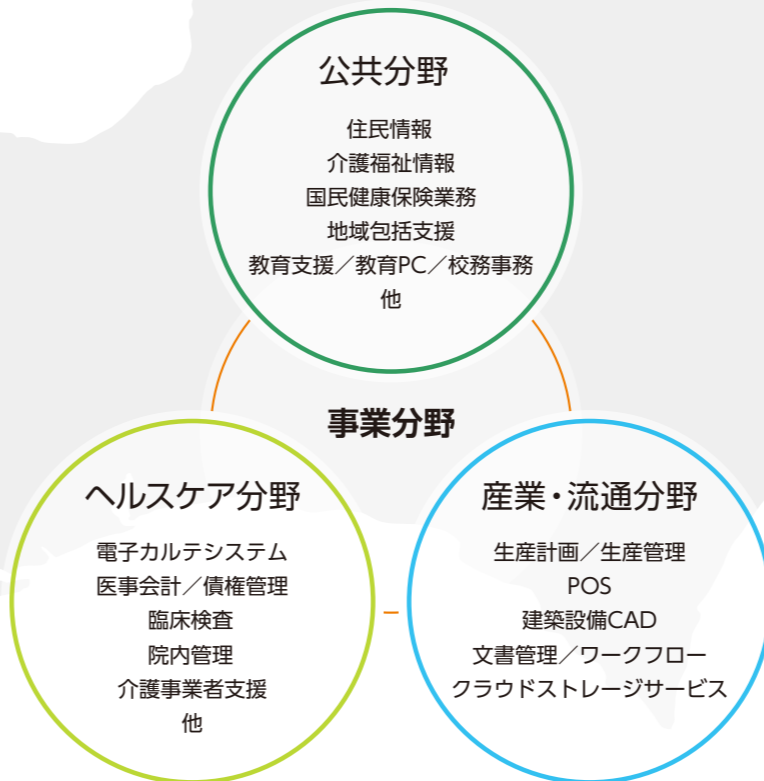 公共分野
住民情報
介護福祉情報
国民健康保険業務
地域包括支援
教育支援／教育PC／校務事務
他
事業分野
ヘルスケア分野
電子カルテシステム
医事会計／債権管理
臨床検査
院内管理
介護事業者支援
他
産業・流通分野
生産計画／生産管理
POS
建築設備CAD
文書管理／ワークフロー
クラウドストレージサービス